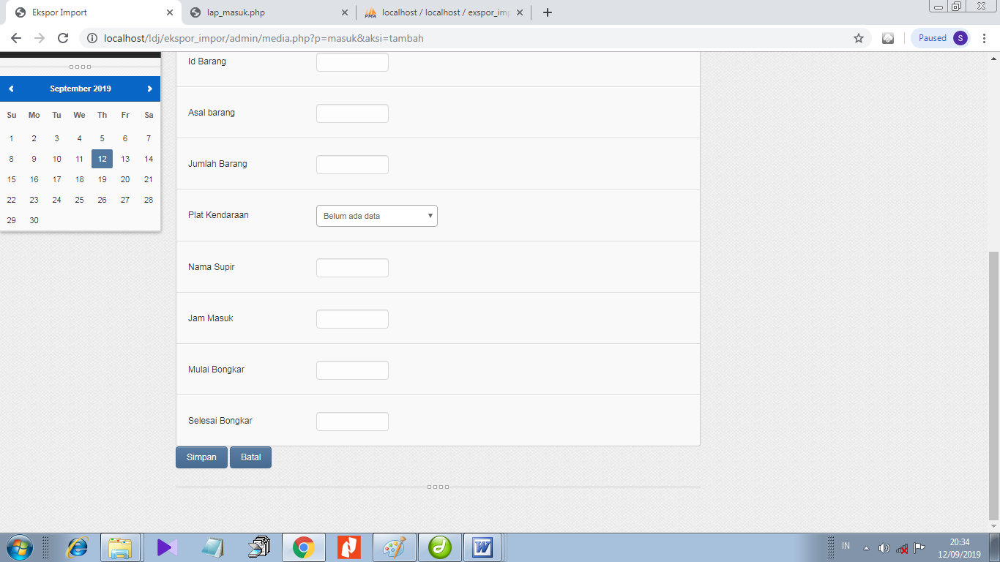 Ekspor Import
lap_masuk.php
PMA
localhost / localhost / exspor_im
localhost/!dj/ekspor_impor/admin/media.php?p=masuk&aksi=tambah
Paused
S
September 2019
Su Mo Tu We Th Fr Sa
1 2 3 4 5 6 7
8 9 10 11 12 13 14
15 16 17 18 19 20 21
22 23 24 25 26 27 28
29 30
Id Barang
Asal barang
Jumlah Barang
Plat Kendaraan
Belum ada data
Nama Supir
Jam Masuk
Mulai Bongkar
Selesai Bongkar
Simpan
Batal
IN
20:34
12/09/2019